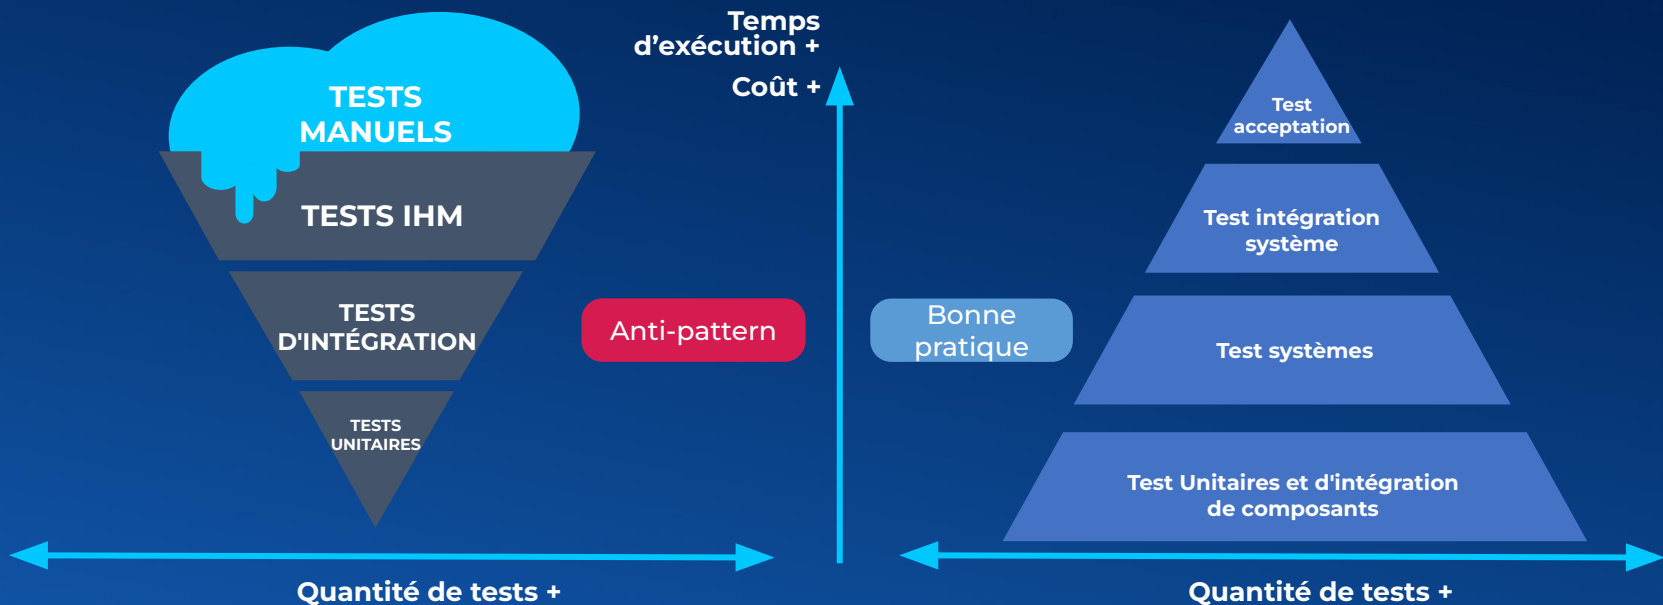 TESTS
MANUELS
TESTS IHM
TESTS
D'INTÉGRATION
TESTS
UNITAIRES
Quantité de tests +
Anti-pattern
Temps
d’exécution +
Coût +
Bonne
pratique
Test
acceptation
Test intégration
système
Test systèmes
Test Unitaires et d'intégration
de composants
Quantité de tests +